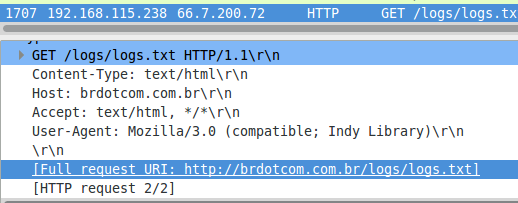 1707 192.168.115.238 66.7.200.72 HTTP GET /logs/logs.tx
GET /logs/logs.txt HTTP/1.1\r\n
Content-Type: text/html\r\n
Host: brdotcom.com.br\r\n
Accept: text/html, */*\r\n
User-Agent: Mozilla/3.0 (compatible; Indy Library)\r\n
\r\n
[Full request URI: http://brdotcom.com.br/logs/logs.txt]
[HTTP request 2/2]